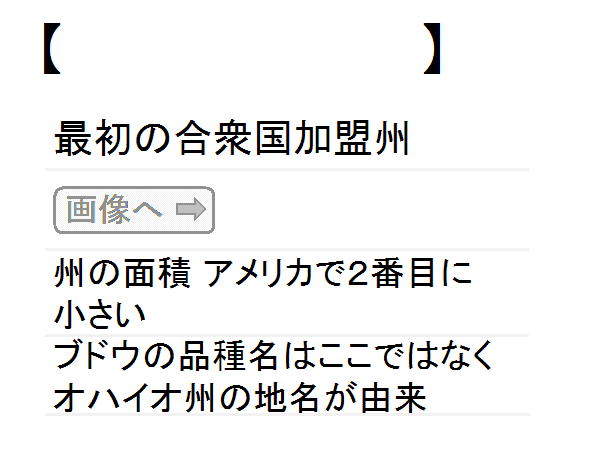 【 】
最初の合衆国加盟州
画像へ
州の面積 アメリカで２番目に
小さい
ブドウの品種名はここではなく
オハイオ州の地名が由来